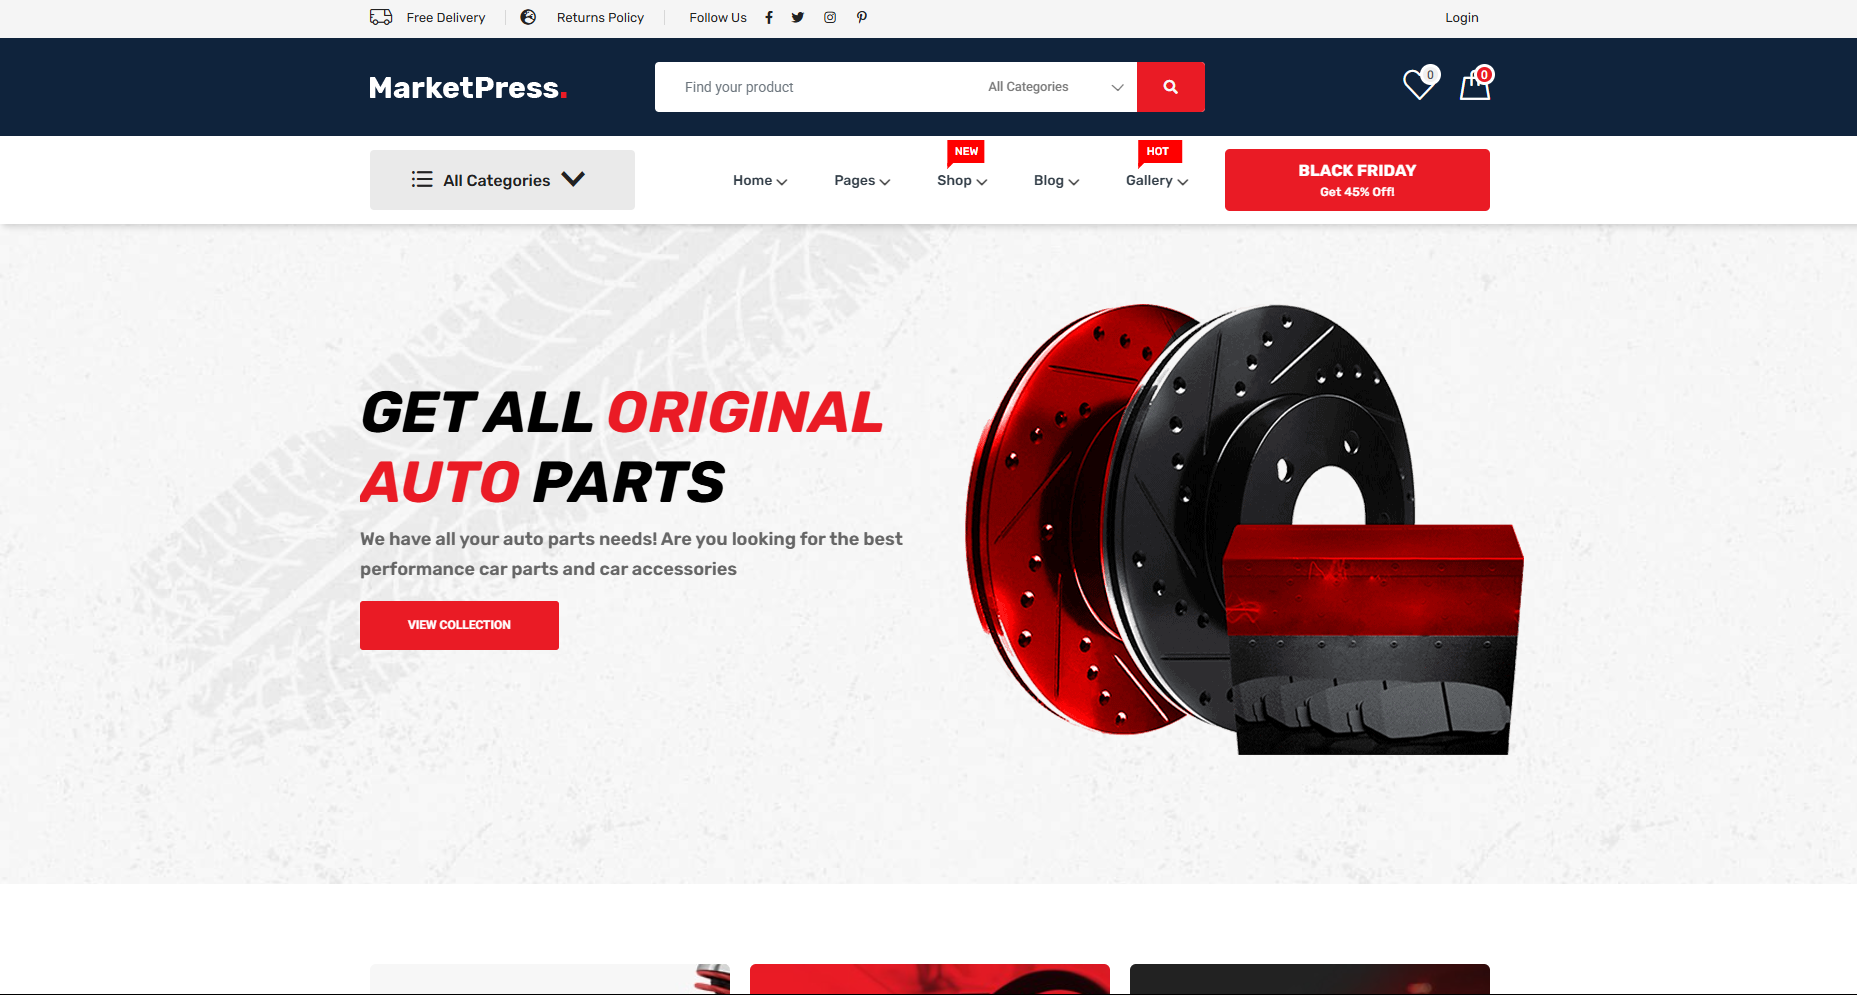 Free Delivery
Returns Policy
Follow Us
Login
MarketPress.
Find your product
All Categories
0
0
All Categories
Home
Pages
NEW
Shop
Blog
HOT
Gallery
BLACK FRIDAY
Get 45% Off!
GET ALL ORIGINAL
AUTO PARTS
We have all your auto parts needs! Are you looking for the best
performance car parts and car accessories
VIEW COLLECTION